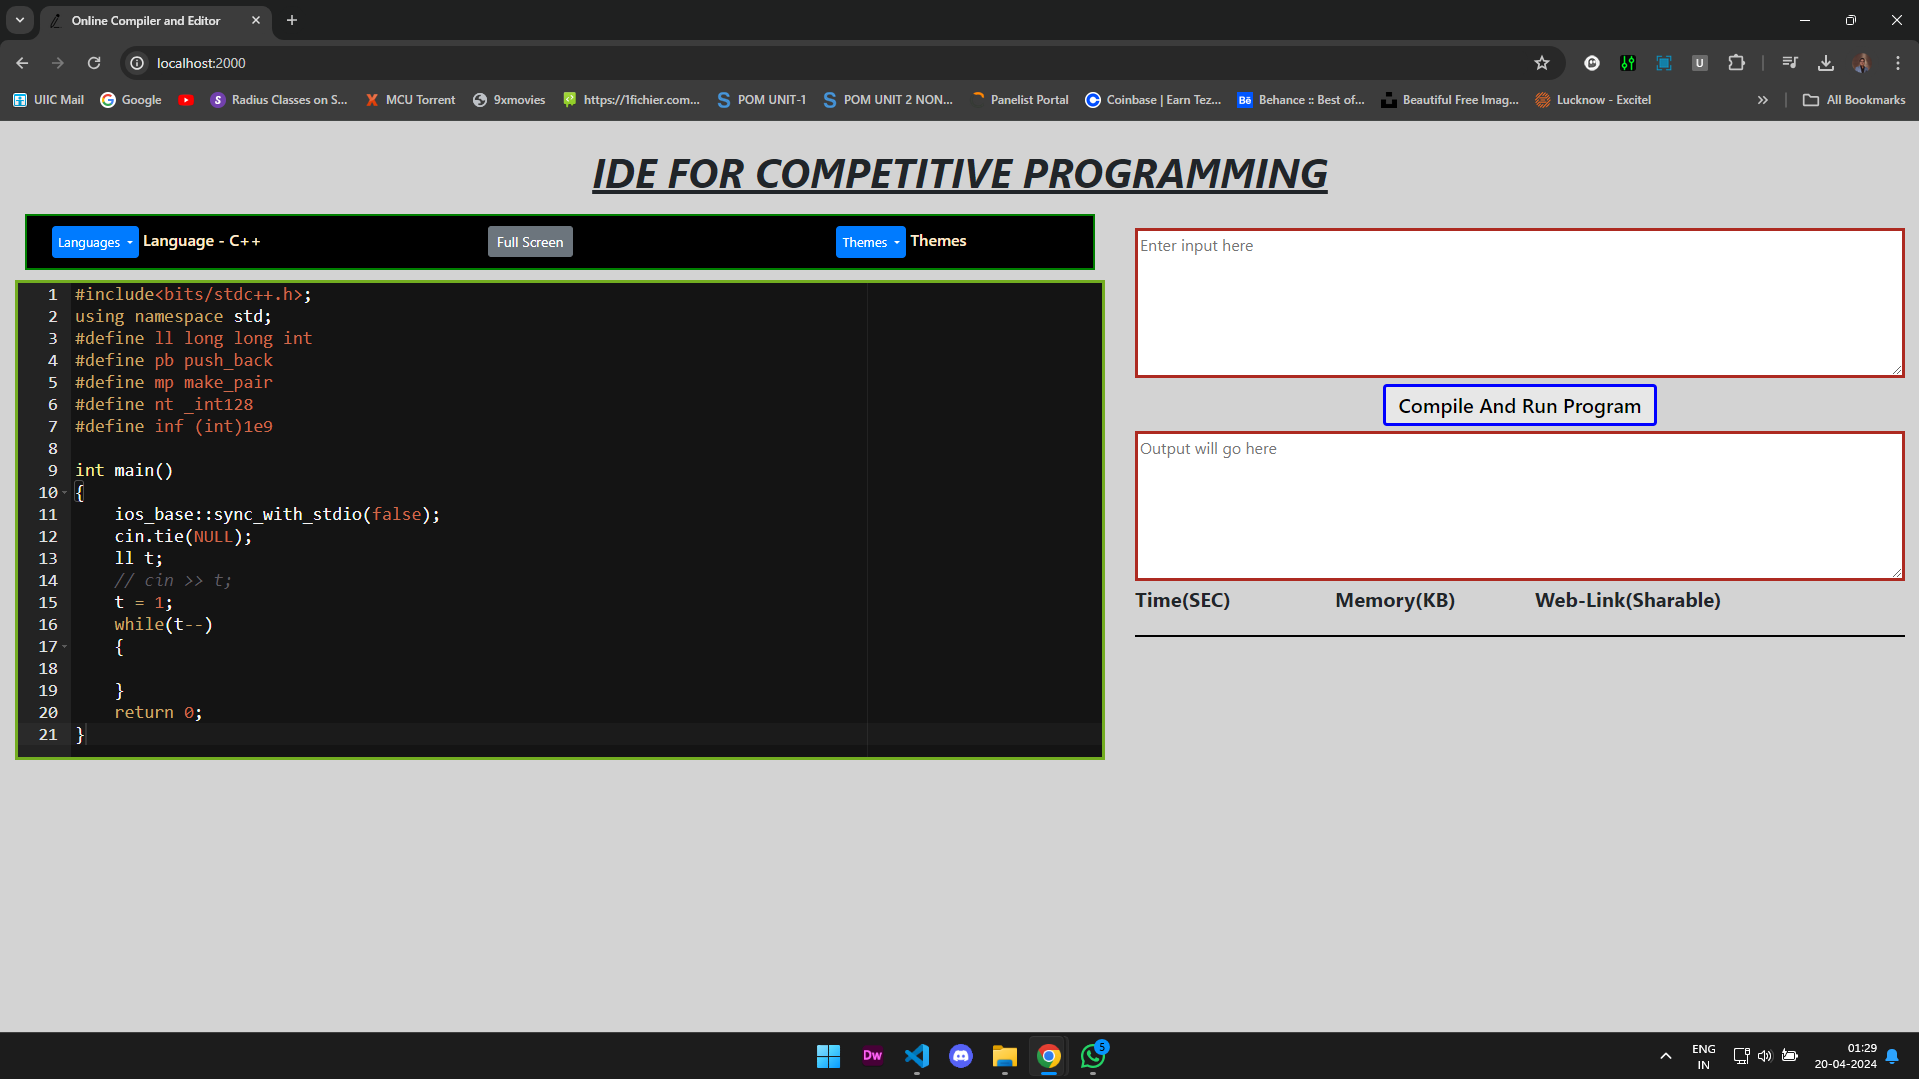 Online Compiler and Editor
localhost:2000
UIIC Mail
Google
Radius Classes on S...
MCU Torrent
9xmovies
https://1fichier.com...
POM UNIT-1
POM UNIT 2 NON...
Panelist Portal
Coinbase | Earn Tez...
Behance :: Best of...
Beautiful Free Imag...
Lucknow - Excitel
All Bookmarks
IDE FOR COMPETITIVE PROGRAMMING
Languages Language - C++
Full Screen
Themes Themes
1 #include<bits/stdc++.h>;
2 using namespace std;
3 #define ll long long int
4 #define pb push_back
5 #define mp make_pair
6 #define nt _int128
7 #define inf (int)1e9
8
9 int main()
10 {
11 ios_base::sync_with_stdio(false);
12 cin.tie(NULL);
13 ll t;
14 // cin >> t;
15 t = 1;
16 while(t--)
17 {
18
19 }
20 return 0;
21 }
Enter input here
Compile And Run Program
Output will go here
Time(SEC) Memory(KB) Web-Link(Sharable)
Dw
5
ENG
IN
01:29
20-04-2024